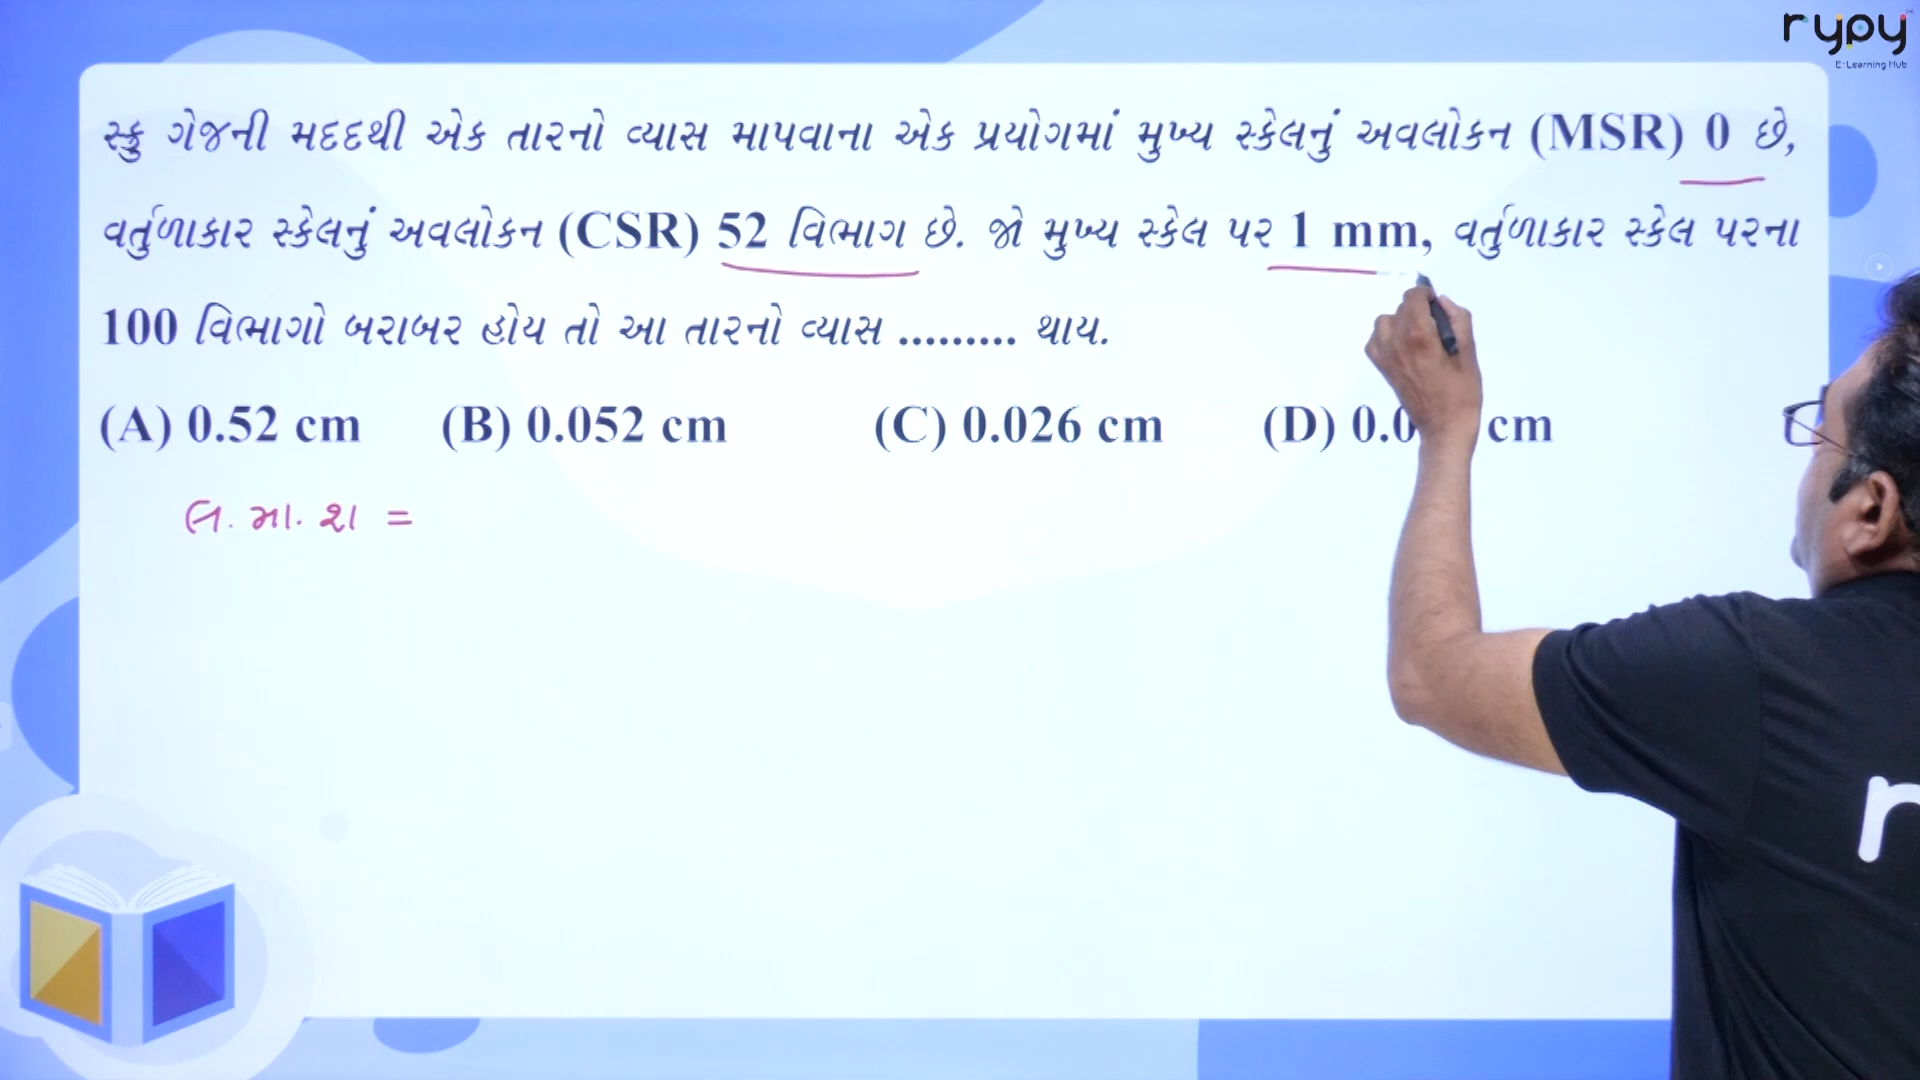 rypy
E-Learning Hub
સ્ક્રુ ગેજની મદદથી એક તારનો વ્યાસ માપવાના એક પ્રયોગમાં મુખ્ય સ્કેલનું અવલોકન (MSR) 0 છે,
વર્તુળાકાર સ્કેલનું અવલોકન (CSR) 52 વિભાગ છે. જો મુખ્ય સ્કેલ પર 1 mm, વર્તુળાકાર સ્કેલ પરના
100 વિભાગો બરાબર હોય તો આ તારનો વ્યાસ ......... થાય.
(A) 0.52 cm (B) 0.052 cm (C) 0.026 cm (D) 0.0 cm
લ. મા. શ =
r